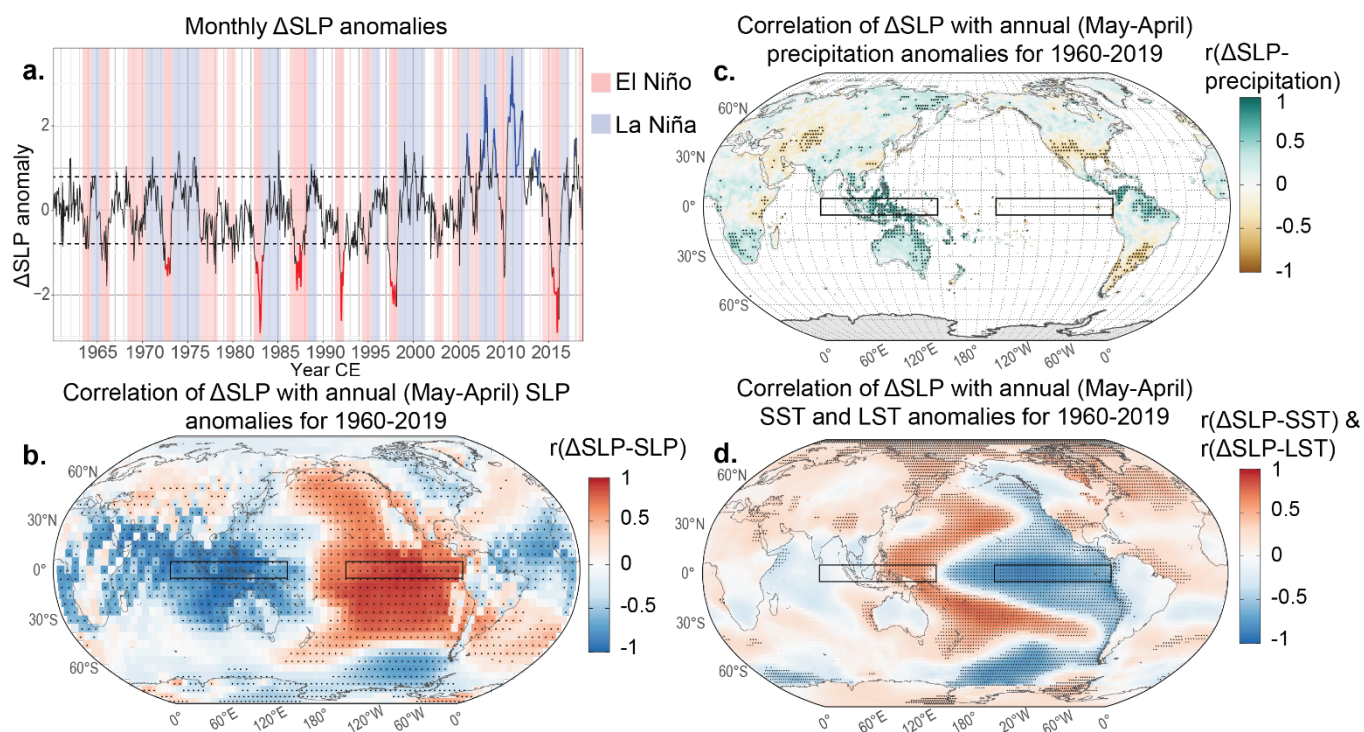 Monthly ΔSLP anomalies
a.
ΔSLP anomaly
2
0
−2
1965 1970 1975 1980 1985 1990 1995 2000 2005 2010 2015
Year CE
El Niño
La Niña
Correlation of ΔSLP with annual (May-April)
precipitation anomalies for 1960-2019
c.
r(ΔSLP-
precipitation)
1
0.5
0
-0.5
-1
60°N
30°N
0°
30°S
60°S
0° 60°E 120°E 180° 120°W 60°W 0°
Correlation of ΔSLP with annual (May-April) SLP
anomalies for 1960-2019
b.
r(ΔSLP-SLP)
1
0.5
0
-0.5
-1
60°N
30°N
0°
30°S
60°S
0° 60°E 120°E 180° 120°W 60°W 0°
Correlation of ΔSLP with annual (May-April)
SST and LST anomalies for 1960-2019
d.
r(ΔSLP-SST) &
r(ΔSLP-LST)
1
0.5
0
-0.5
-1
60°N
30°N
0°
30°S
60°S
0° 60°E 120°E 180° 120°W 60°W 0°